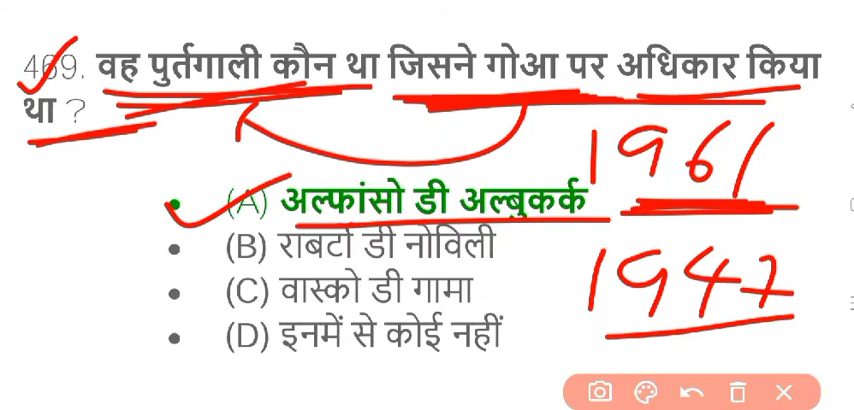 469. वह पुर्तगाली कौन था जिसने गोआ पर अधिकार किया
था ?
1961
(A) अल्फांसो डी अल्बुकर्क
(B) राबर्टो डी नोविली
1947
(C) वास्को डी गामा
(D) इनमें से कोई नहीं